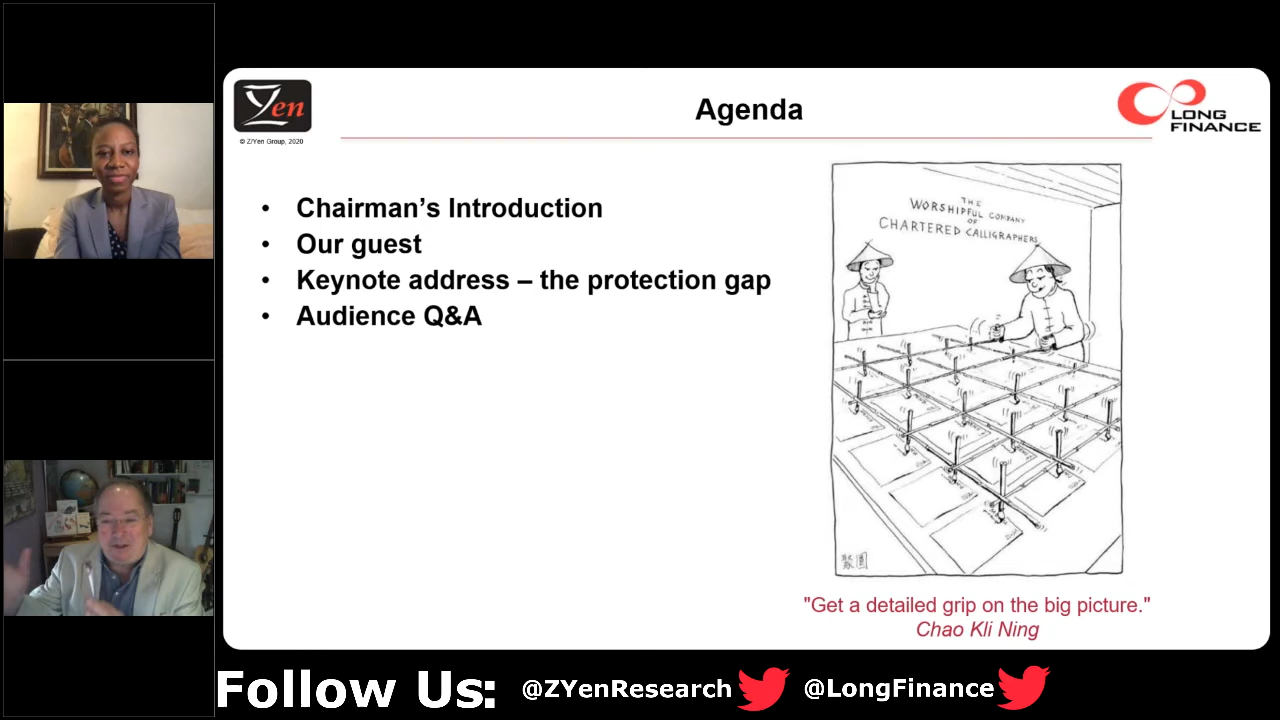 Yen
© Z/Yen Group, 2020
Agenda
LONG
FINANCE
• Chairman's Introduction
• Our guest
• Keynote address – the protection gap
• Audience Q&A
THE
WORSHIPFUL COMPANY
OF
CHARTERED CALLIGRAPHERS
"Get a detailed grip on the big picture."
Chao Kli Ning
Follow Us: @ZYenResearch @LongFinance